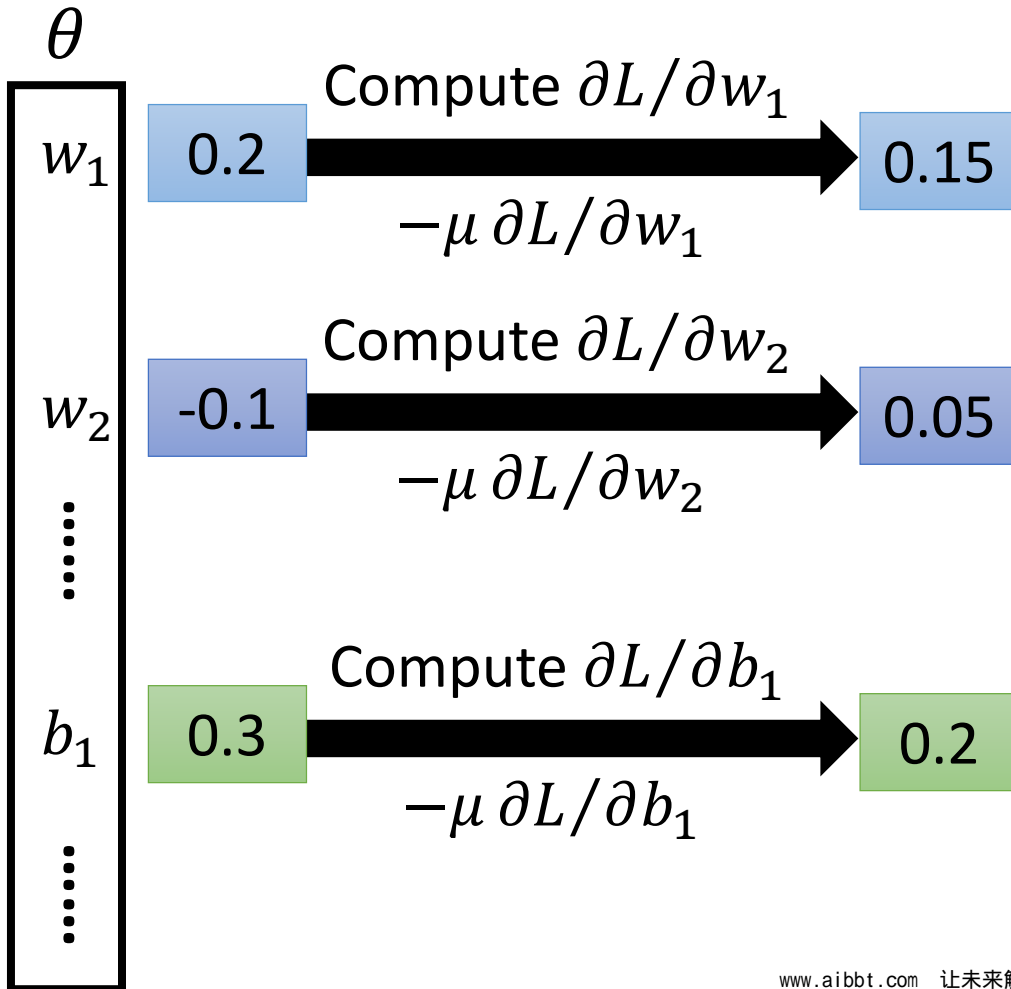 θ
Compute ∂L/∂w₁
w₁ 0.2 0.15
−μ ∂L/∂w₁
Compute ∂L/∂w₂
w₂ -0.1 0.05
−μ ∂L/∂w₂
⋮
Compute ∂L/∂b₁
b₁ 0.3 0.2
−μ ∂L/∂b₁
⋮
www.aibbt.com 让未来